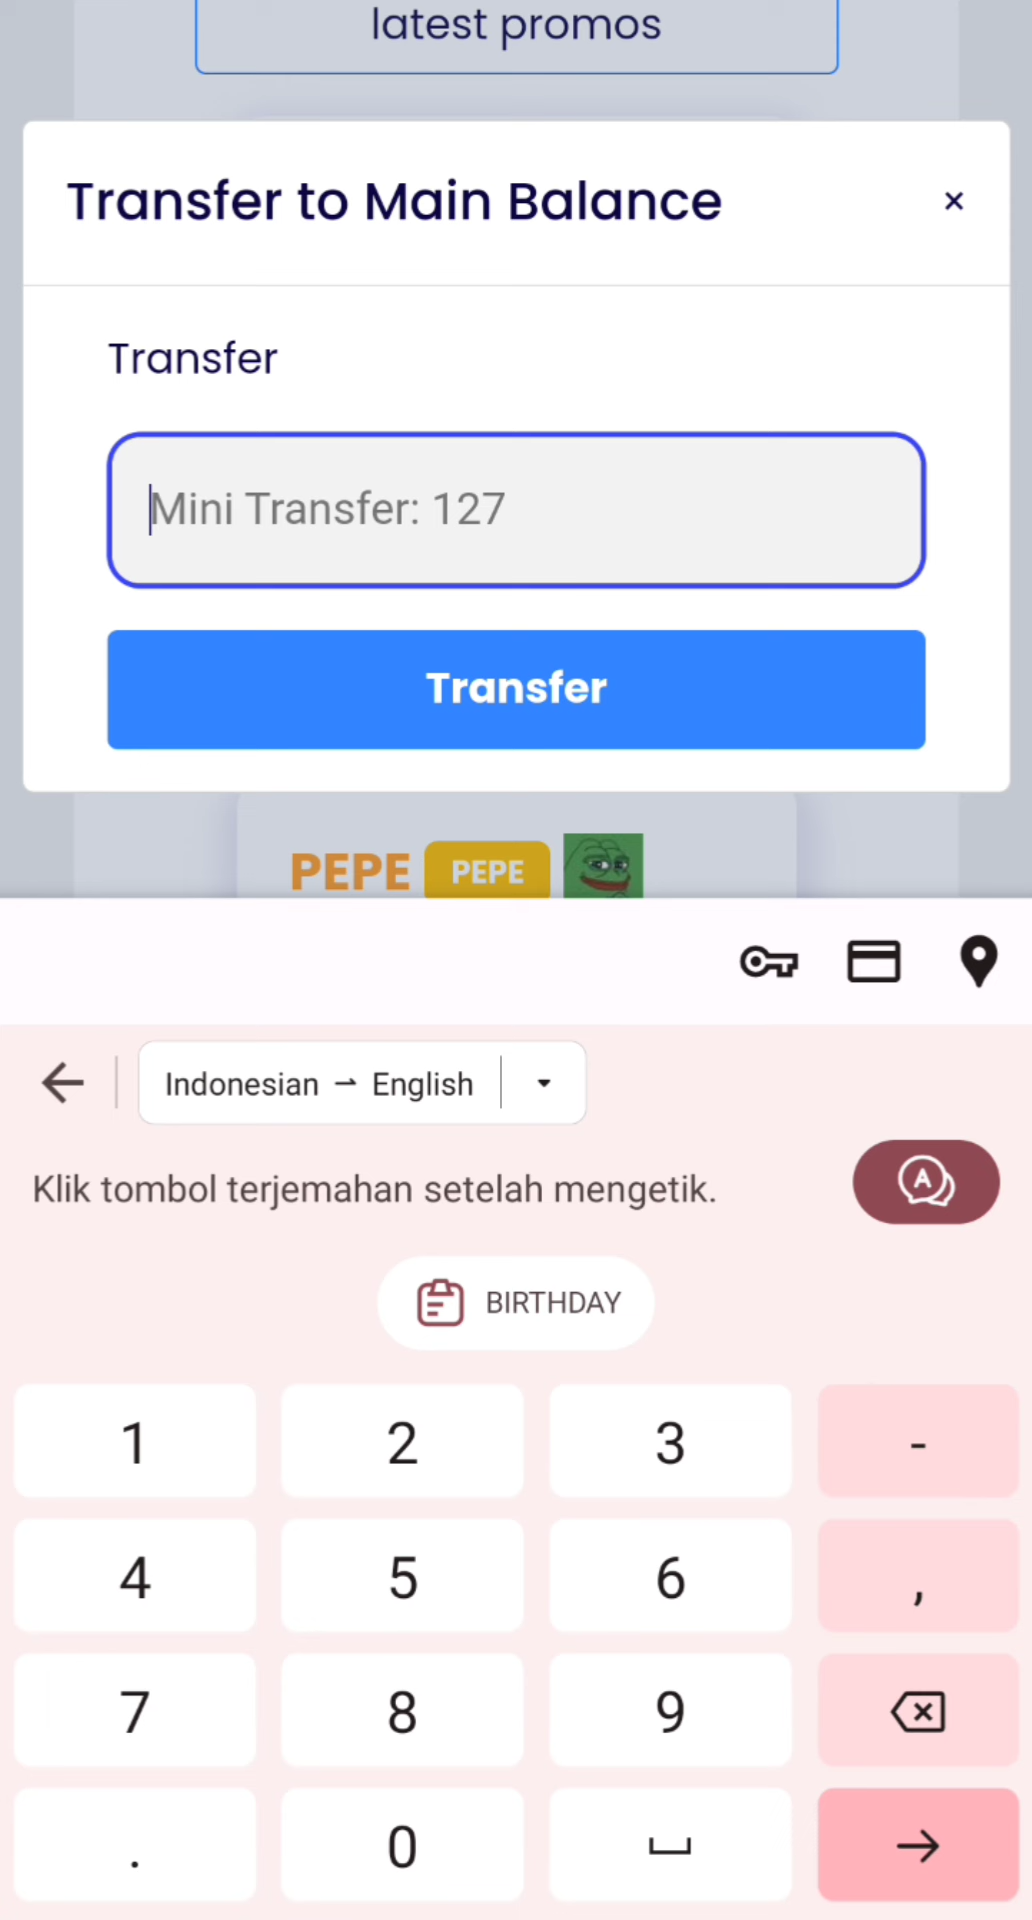 latest promos
Transfer to Main Balance ×
Transfer
Mini Transfer: 127
Transfer
PEPE PEPE
Indonesian → English
Klik tombol terjemahan setelah mengetik.
A
BIRTHDAY
1 2 3 -
4 5 6 ,
7 8 9
. 0